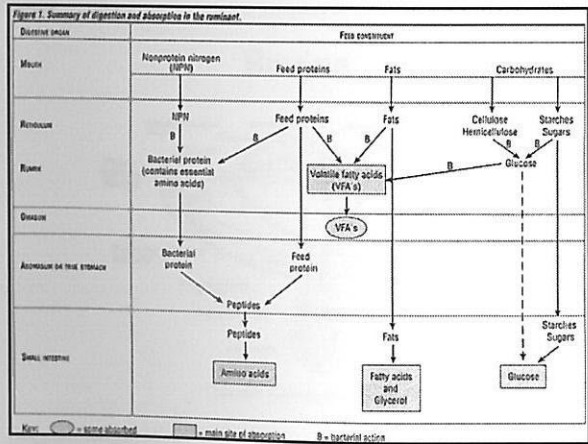 Figure 1. Summary of digestion and absorption in the ruminant.
DIGESTIVE ORGAN
FEED CONSTITUENT
MOUTH
Nonprotein nitrogen
(NPN)
Feed proteins
Fats
Carbohydrates
RETICULUM
NPN
Feed proteins
Fats
Cellulose
Hemicellulose
Starches
Sugars
B
B
B
B
B
B
RUMEN
Bacterial protein
(contains essential
amino acids)
Volatile fatty acids
(VFA's)
B
Glucose
OMASUM
VFA's
ABOMASUM OR TRUE STOMACH
Bacterial
protein
Feed
protein
Peptides
SMALL INTESTINE
Peptides
Fats
Starches
Sugars
Amino acids
Fatty acids
and
Glycerol
Glucose
Key:
= some absorbed
= main site of absorption
B = bacterial action